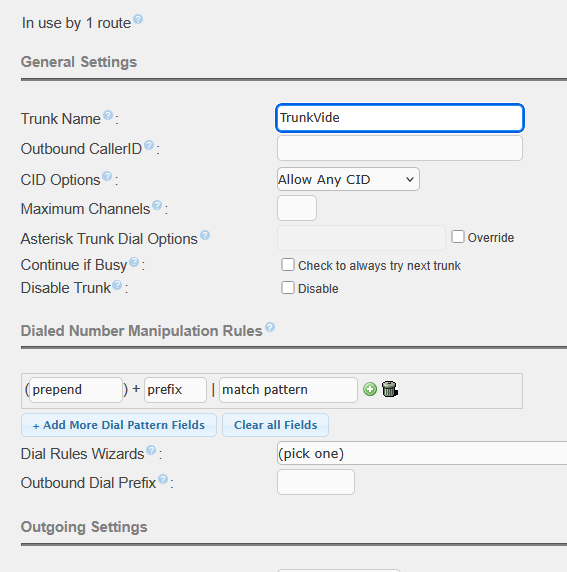 In use by 1 route?
General Settings
Trunk Name?: TrunkVide
Outbound CallerID?:
CID Options?: Allow Any CID
Maximum Channels?:
Asterisk Trunk Dial Options? Override
Continue if Busy?: Check to always try next trunk
Disable Trunk?: Disable
Dialed Number Manipulation Rules?
(prepend) + prefix | match pattern
+ Add More Dial Pattern Fields Clear all Fields
Dial Rules Wizards?: (pick one)
Outbound Dial Prefix?:
Outgoing Settings